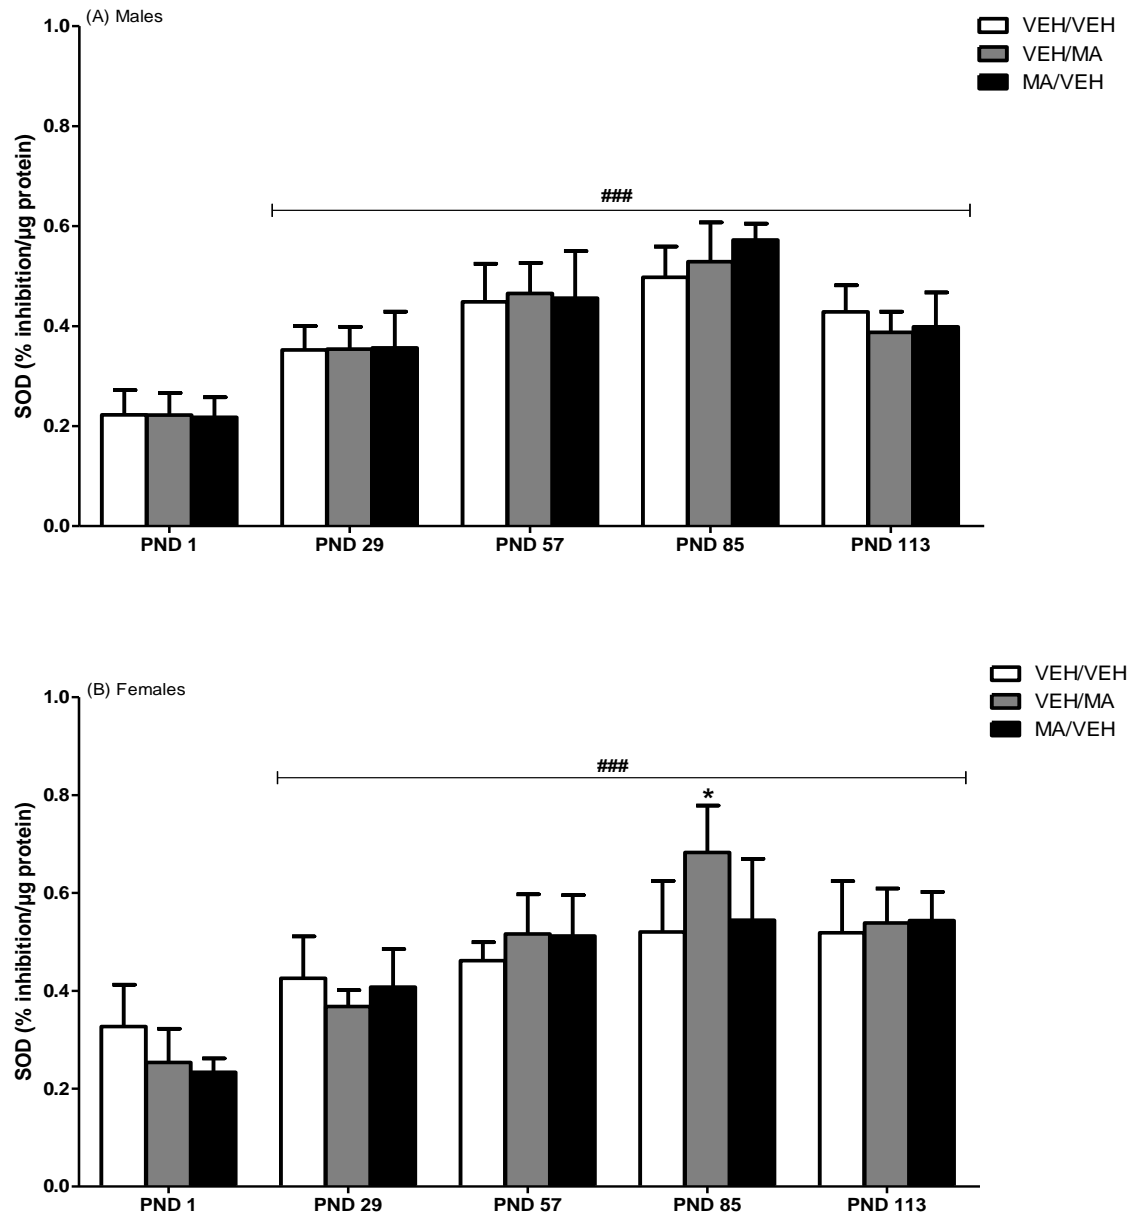 (A) Males
VEH/VEH
VEH/MA
MA/VEH
SOD (% inhibition/µg protein)
1.0
0.8
0.6
0.4
0.2
0.0
###
PND 1 PND 29 PND 57 PND 85 PND 113
(B) Females
VEH/VEH
VEH/MA
MA/VEH
SOD (% inhibition/µg protein)
1.0
0.8
0.6
0.4
0.2
0.0
###
*
PND 1 PND 29 PND 57 PND 85 PND 113